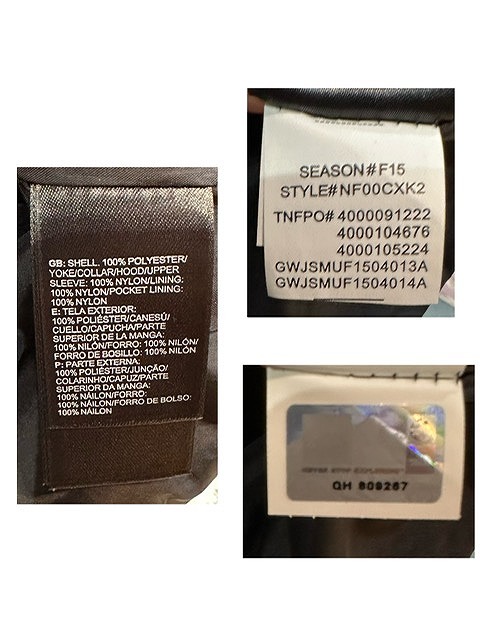 GB: SHELL. 100% POLYESTER/
YOKE/COLLAR/HOOD/UPPER
SLEEVE: 100% NYLON/LINING:
100% NYLON/POCKET LINING:
100% NYLON
E: TELA EXTERIOR:
100% POLIÉSTER/CANESÚ/
CUELLO/CAPUCHA/PARTE
SUPERIOR DE LA MANGA:
100% NILÓN/FORRO: 100% NILÓN/
FORRO DE BOSILLO: 100% NILÓN
P: PARTE EXTERNA:
100% POLIÉSTER/JUNÇÃO/
COLARINHO/CAPUZ/PARTE
SUPERIOR DA MANGA:
100% NÁILON/FORRO:
100% NÁILON/FORRO DE BOLSO:
100% NÁILON
SEASON#F15
STYLE#NF00CXK2
TNFPO# 4000091222
4000104676
4000105224
GWJSMUF1504013A
GWJSMUF1504014A
NEVER STOP EXPLORING
QH 809267